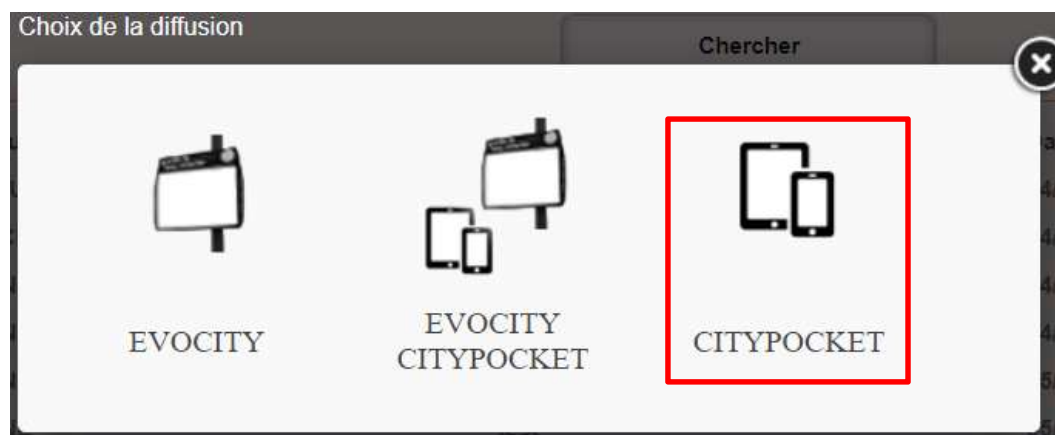 Choix de la diffusion
Chercher
EVOCITY
EVOCITY
CITYPOCKET
CITYPOCKET